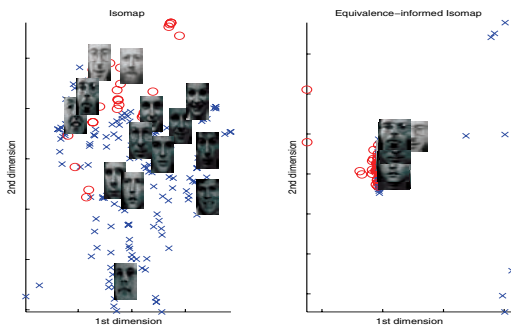 Isomap
2nd dimension
1st dimension
Equivalence−informed Isomap
2nd dimension
1st dimension